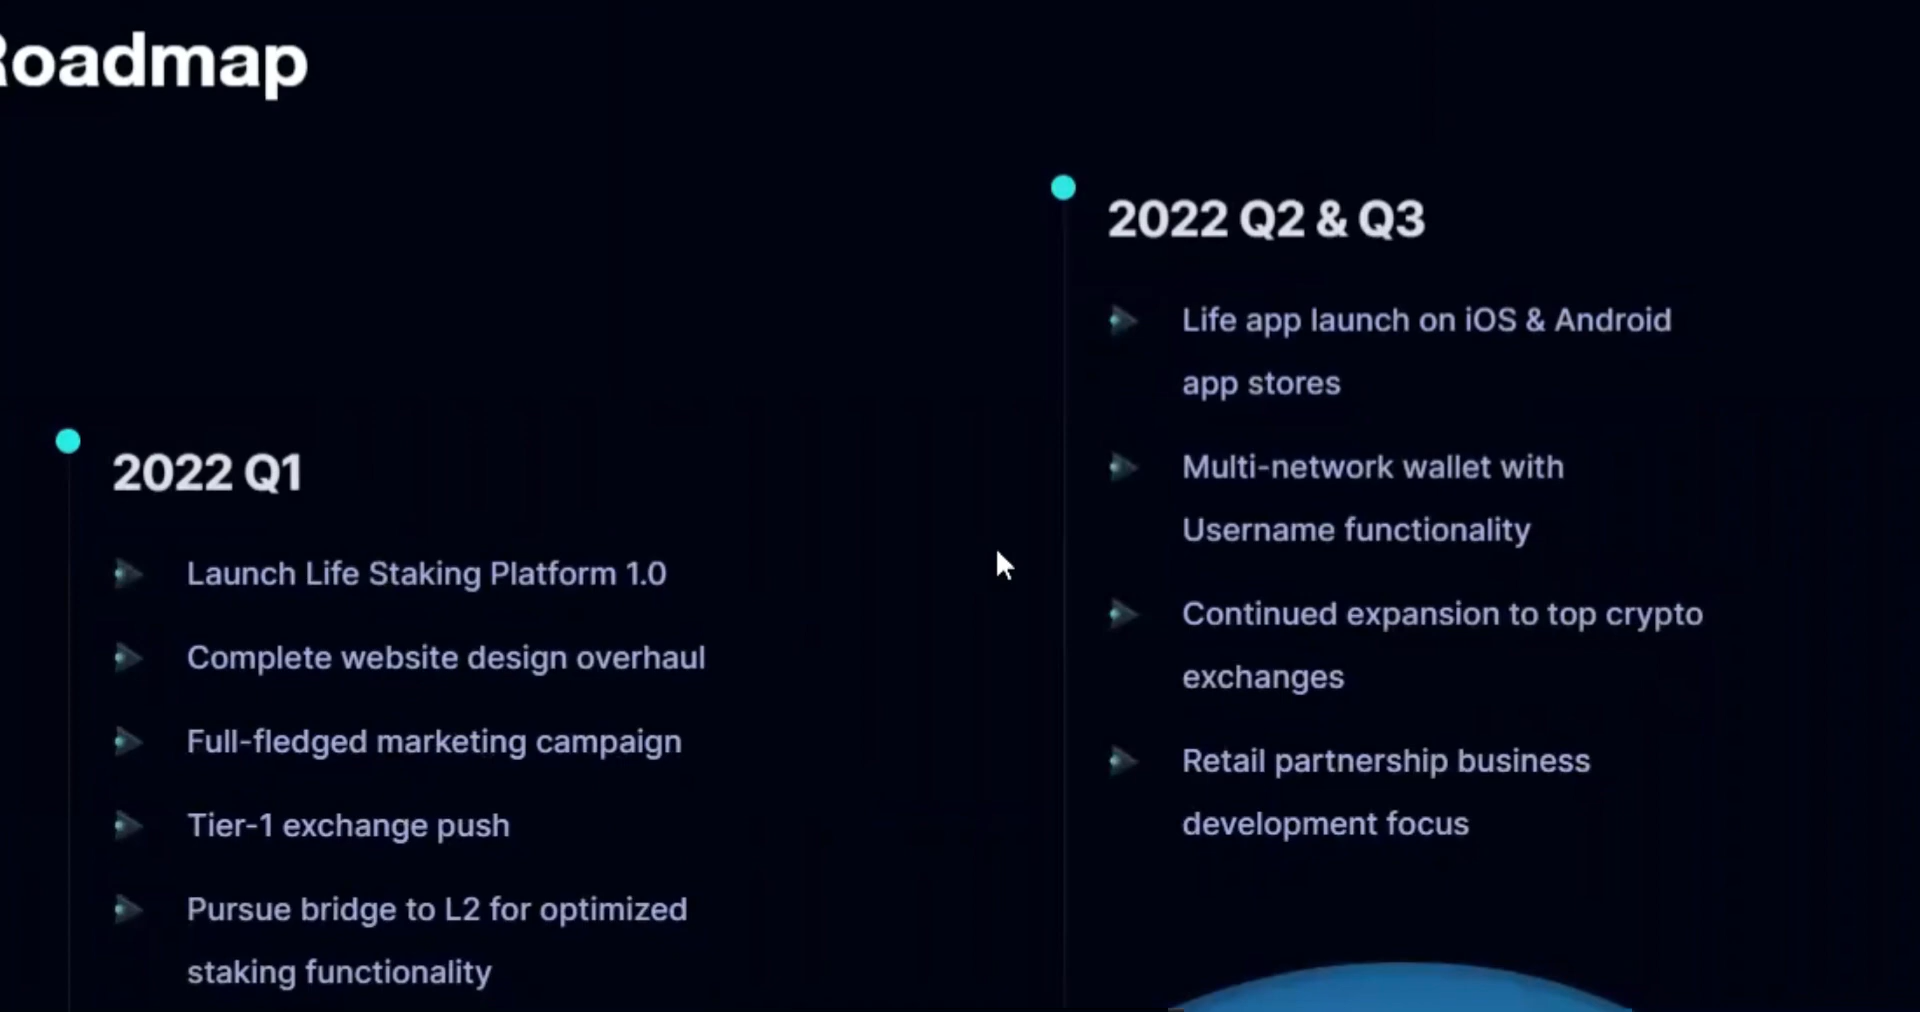 Roadmap
2022 Q1
Launch Life Staking Platform 1.0
Complete website design overhaul
Full-fledged marketing campaign
Tier-1 exchange push
Pursue bridge to L2 for optimized
staking functionality
2022 Q2 & Q3
Life app launch on iOS & Android
app stores
Multi-network wallet with
Username functionality
Continued expansion to top crypto
exchanges
Retail partnership business
development focus